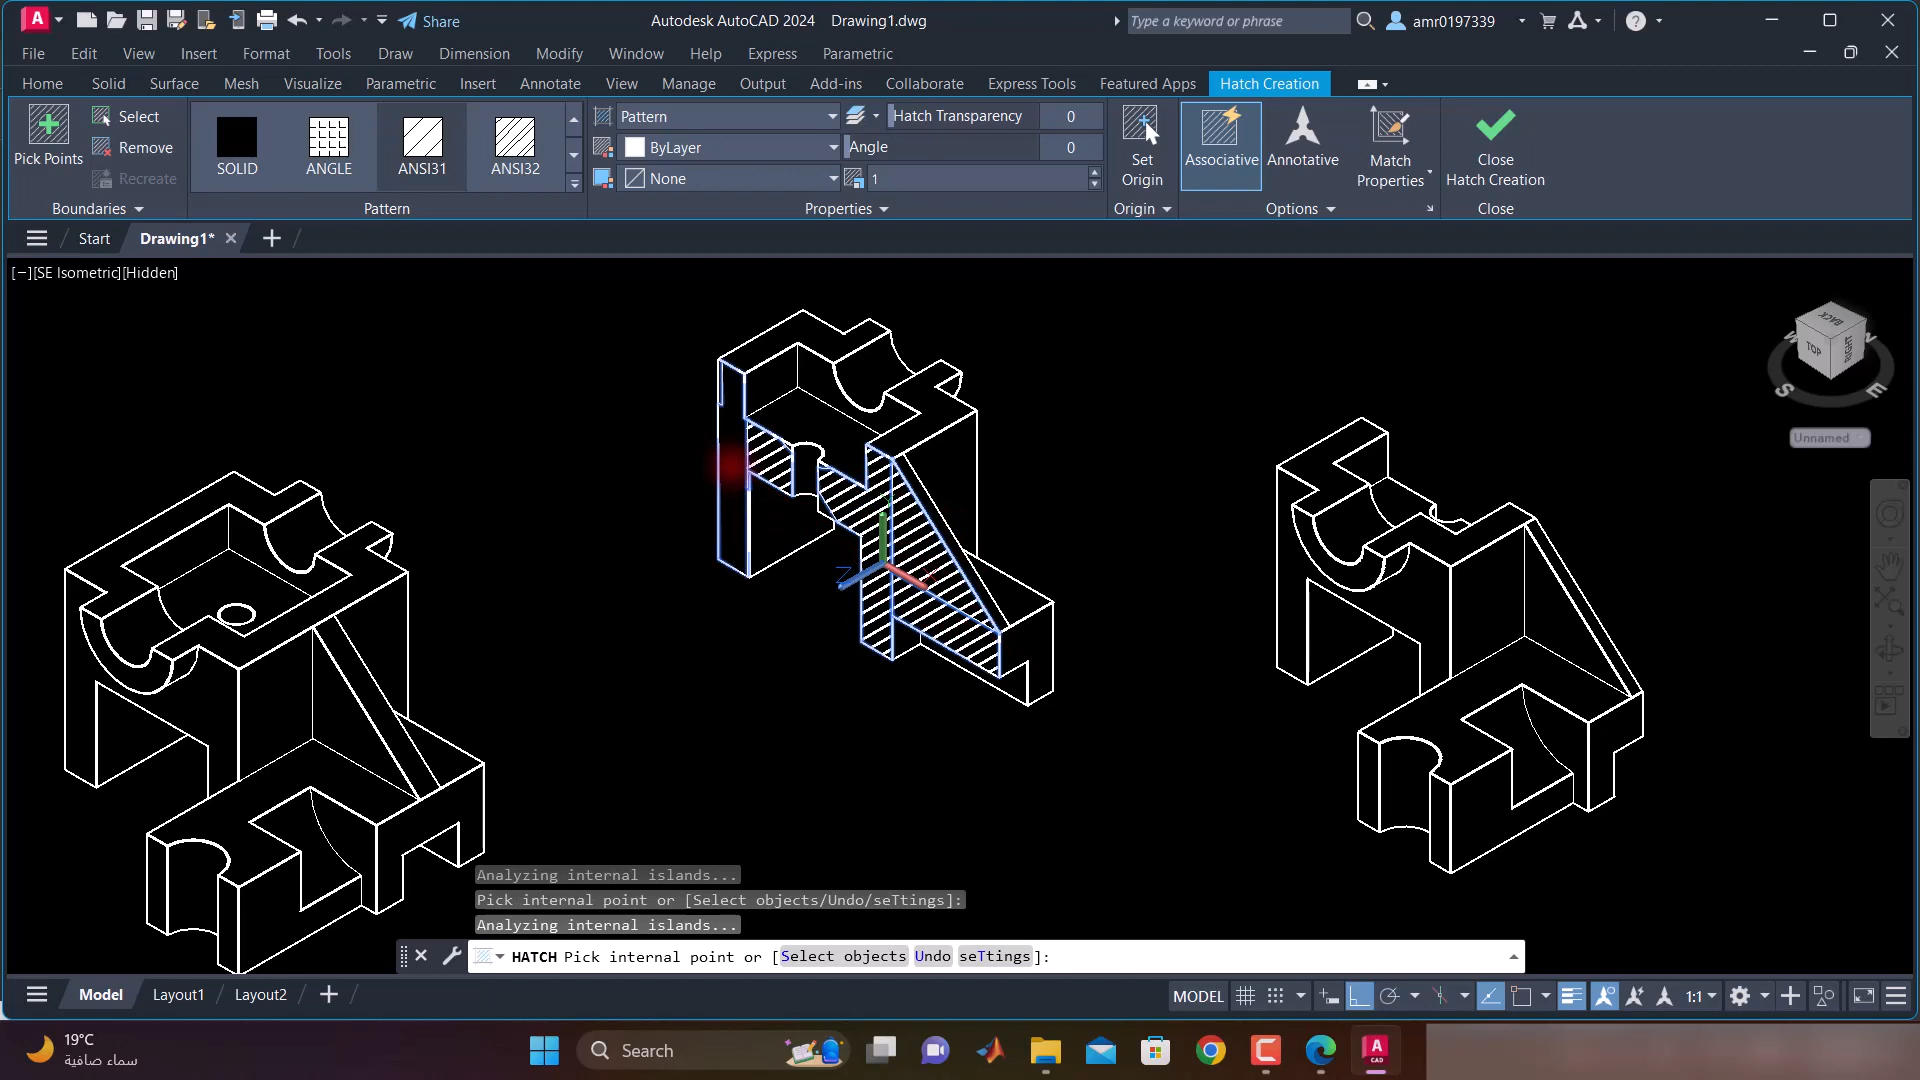 A Share Autodesk AutoCAD 2024 Drawing1.dwg Type a keyword or phrase amr0197339
File Edit View Insert Format Tools Draw Dimension Modify Window Help Express Parametric
Home Solid Surface Mesh Visualize Parametric Insert Annotate View Manage Output Add-ins Collaborate Express Tools Featured Apps Hatch Creation
Pick Points
Select
Remove
Recreate
Boundaries
SOLID ANGLE ANSI31 ANSI32
Pattern
Pattern Hatch Transparency 0
ByLayer Angle 0
None 1
Properties
Set Origin
Origin
Associative Annotative Match Properties
Options
Close Hatch Creation
Close
Start Drawing1* +
[−][SE Isometric][Hidden]
BACK
TOP RIGHT
W N
S E
Unnamed
Z
Analyzing internal islands...
Pick internal point or [Select objects/Undo/seTtings]:
Analyzing internal islands...
HATCH Pick internal point or [Select objects Undo seTtings]:
Model Layout1 Layout2 + MODEL 1:1
19°C
سماء صافية
Search
A
CAD